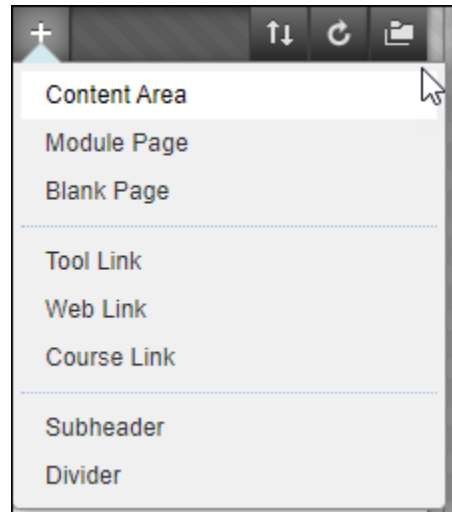 Content Area
Module Page
Blank Page
Tool Link
Web Link
Course Link
Subheader
Divider